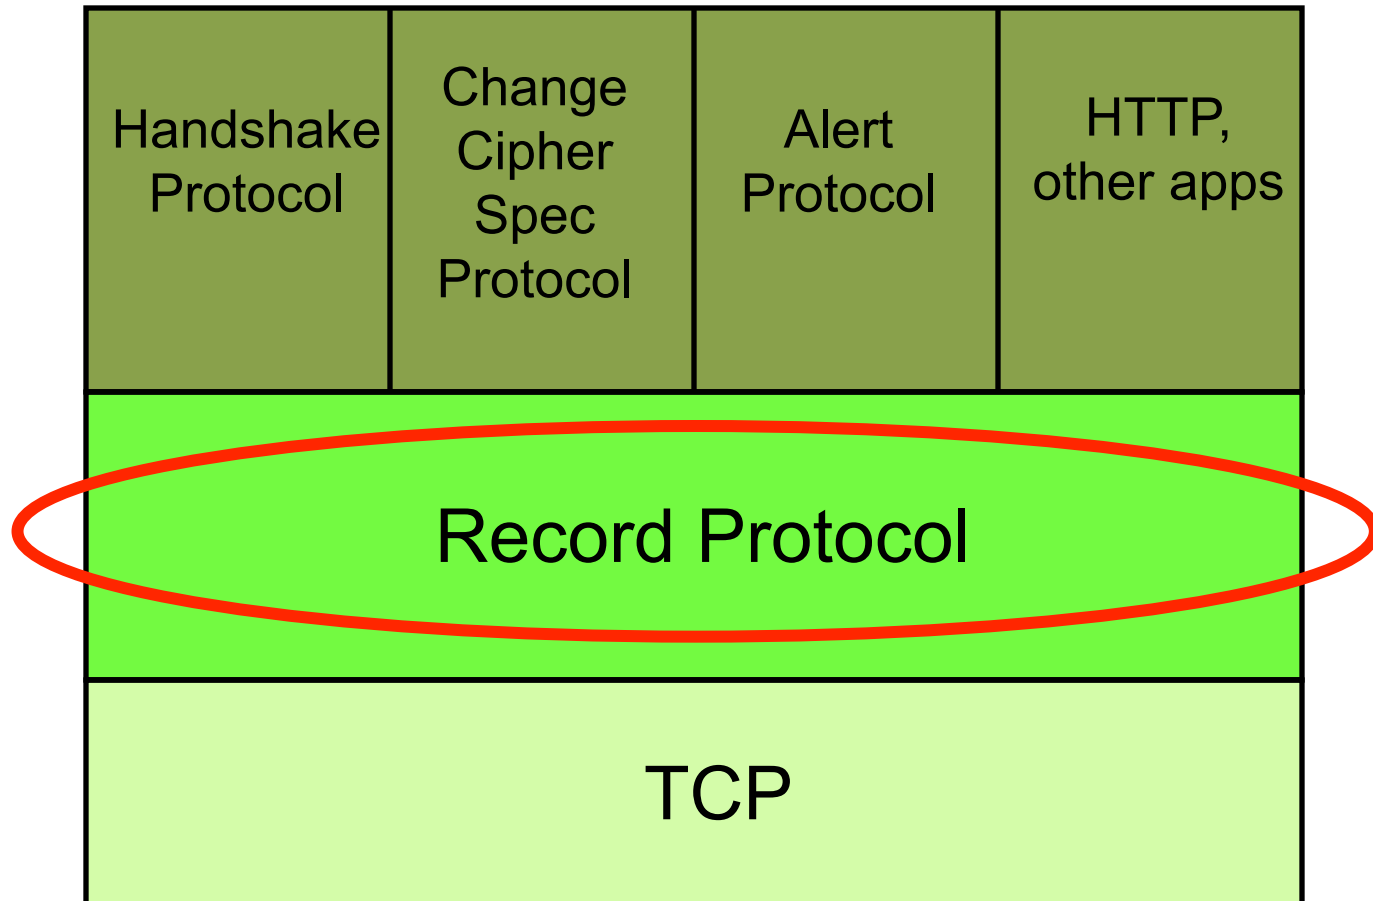 Handshake
Protocol
Change
Cipher
Spec
Protocol
Alert
Protocol
HTTP,
other apps
Record Protocol
TCP